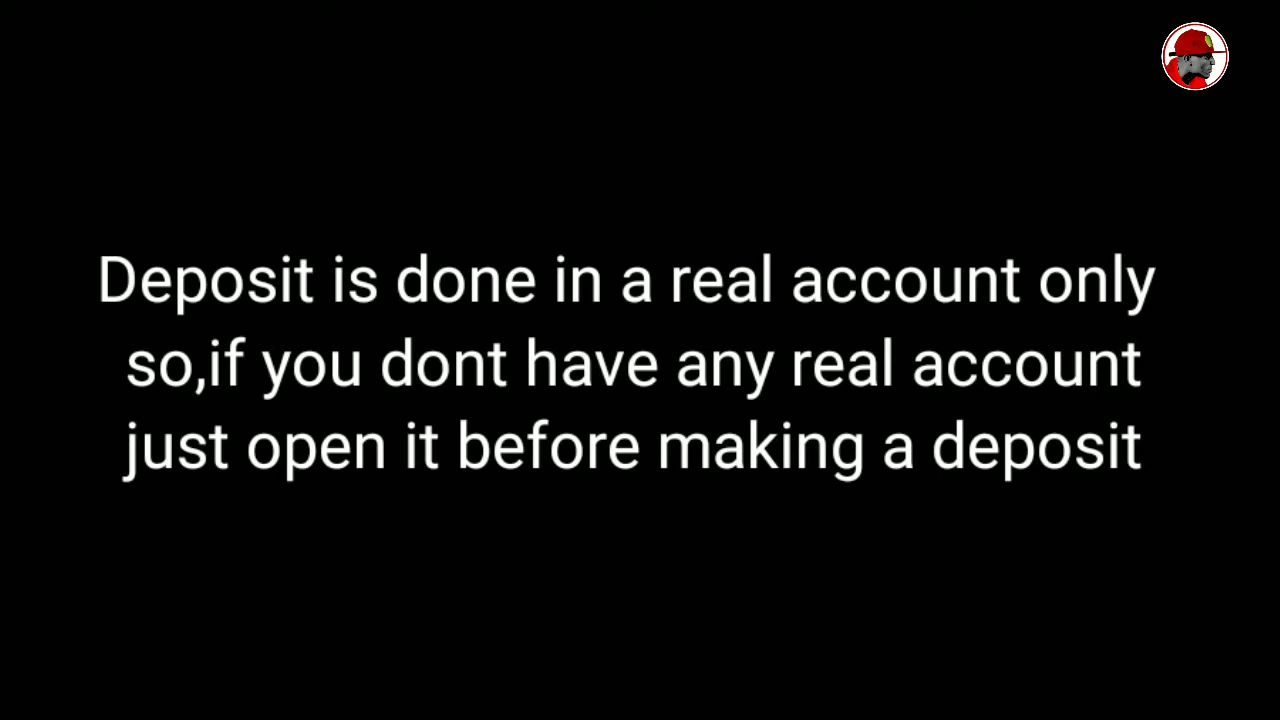 Deposit is done in a real account only
so,if you dont have any real account
just open it before making a deposit